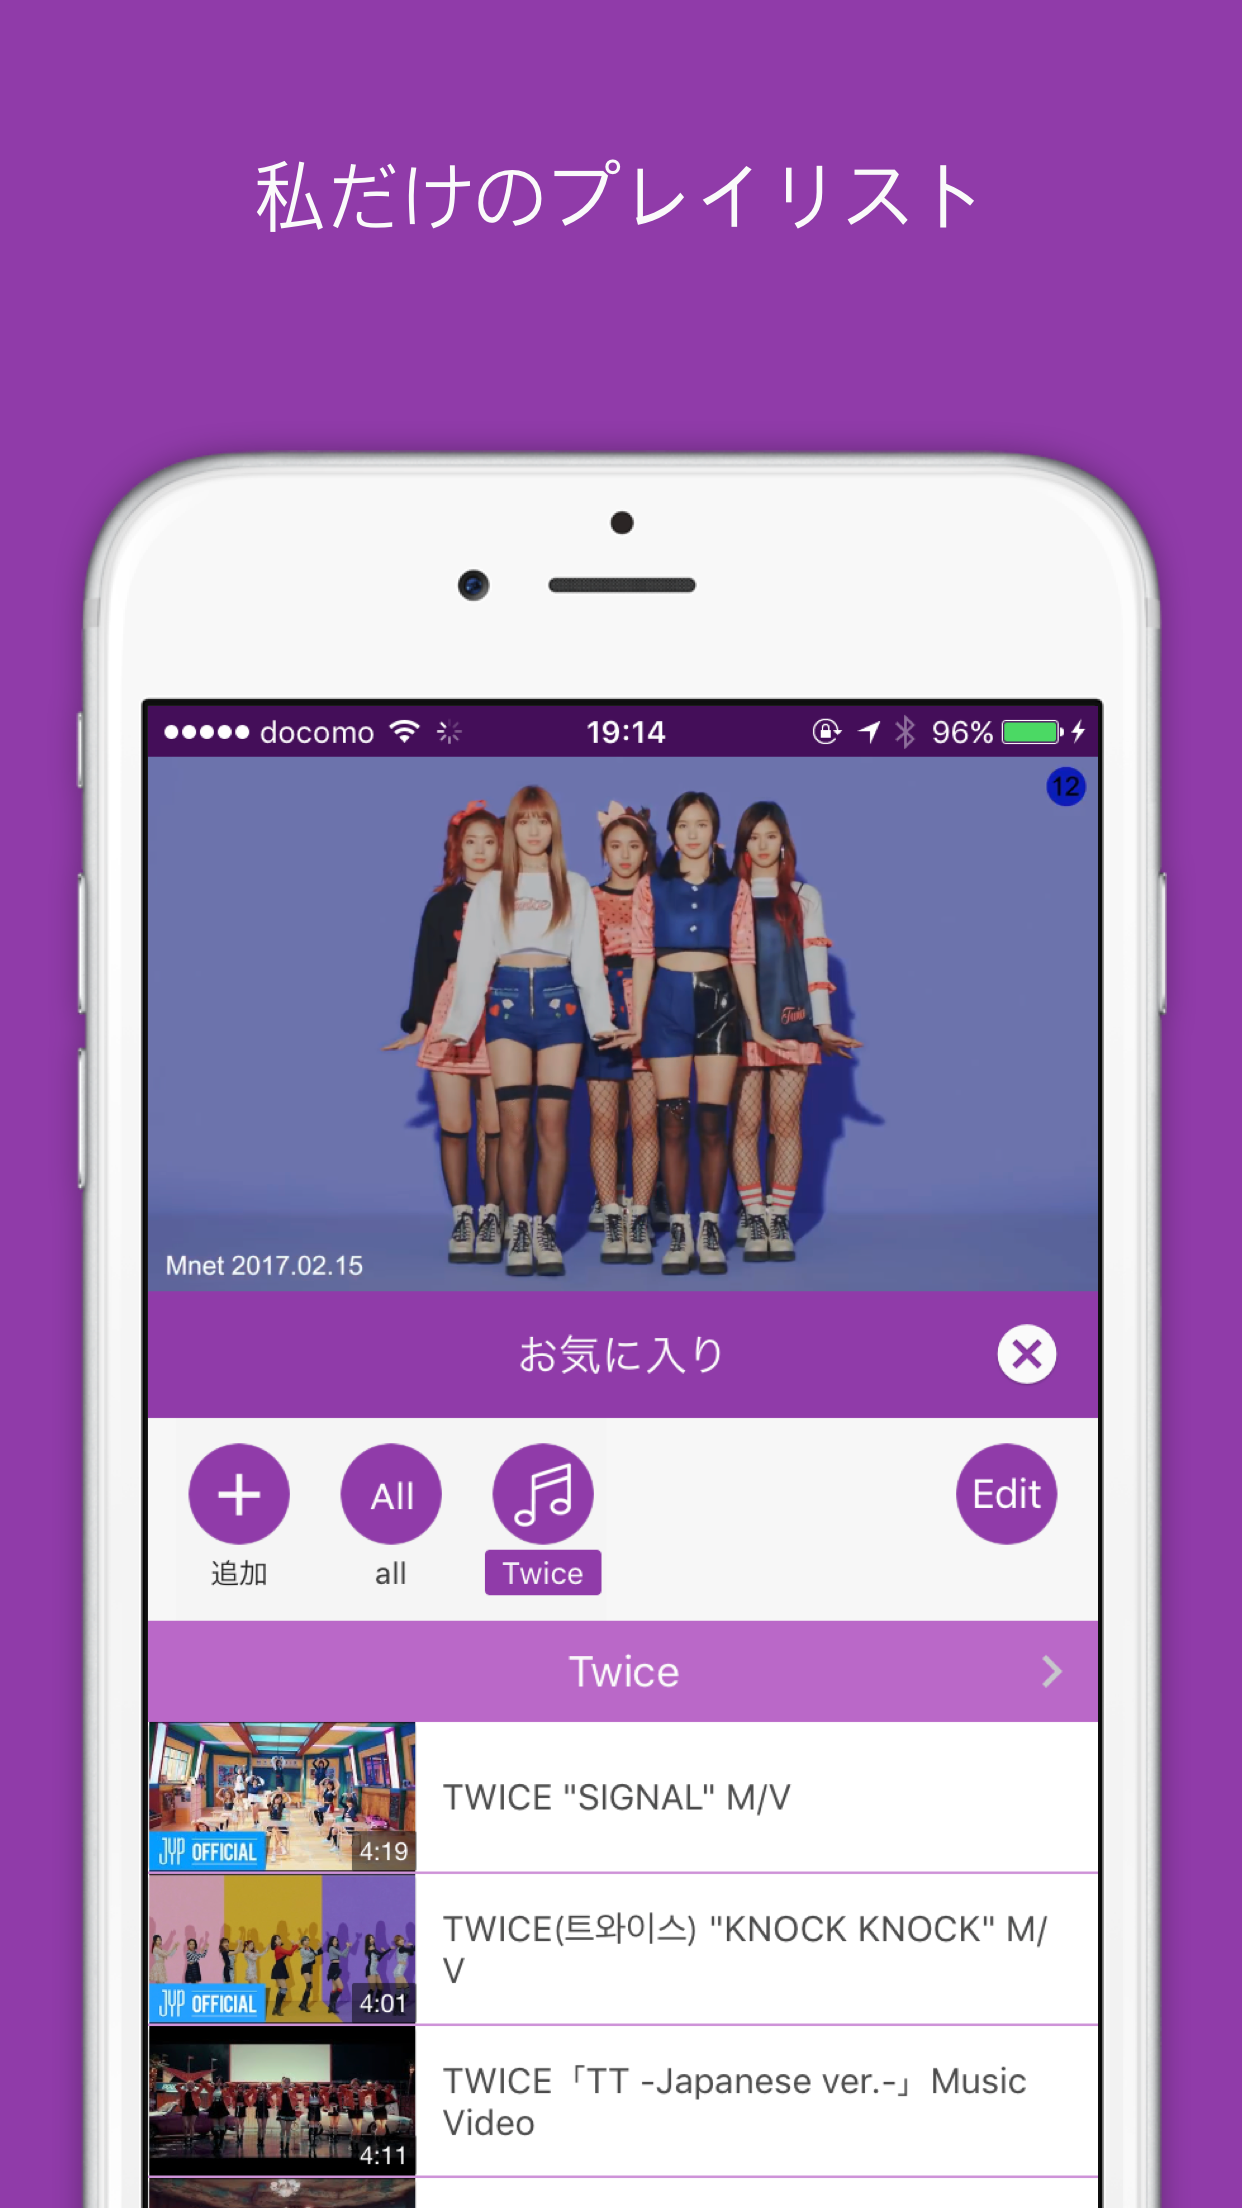 私だけのプレイリスト
docomo 19:14 96%
12
Twice
Twice
Mnet 2017.02.15
お気に入り
+ All Edit
追加 all Twice
Twice
TWICE "SIGNAL" M/V
JYP OFFICIAL 4:19
TWICE(트와이스) "KNOCK KNOCK" M/
V
JYP OFFICIAL 4:01
TWICE「TT -Japanese ver.-」Music
Video
4:11